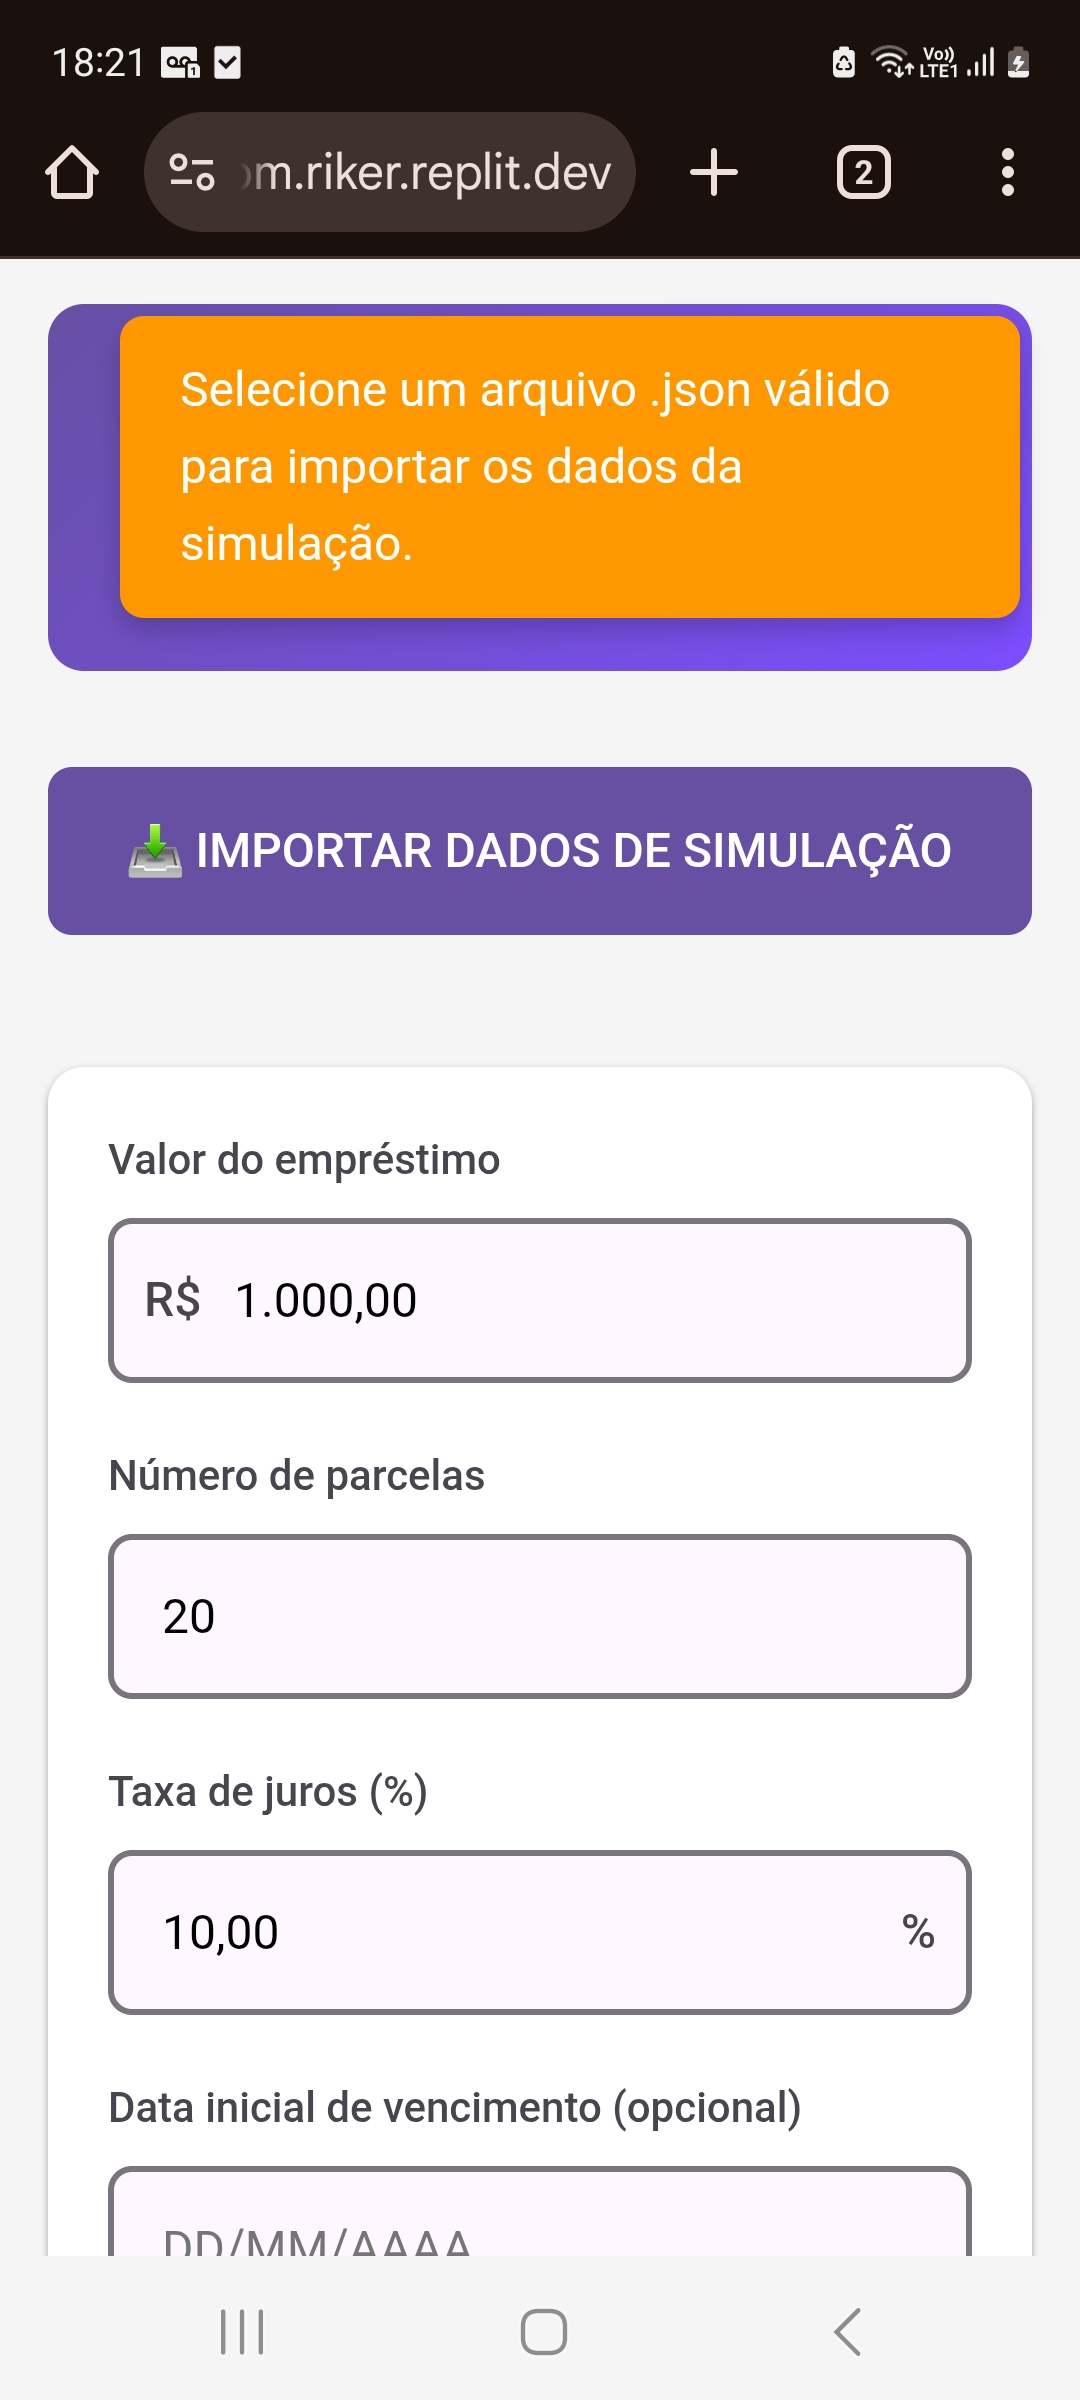 18:21
Vo))
LTE1
m.riker.replit.dev
2
Selecione um arquivo .json válido
para importar os dados da
simulação.
IMPORTAR DADOS DE SIMULAÇÃO
Valor do empréstimo
R$ 1.000,00
Número de parcelas
20
Taxa de juros (%)
10,00 %
Data inicial de vencimento (opcional)
DD/MM/AAAA